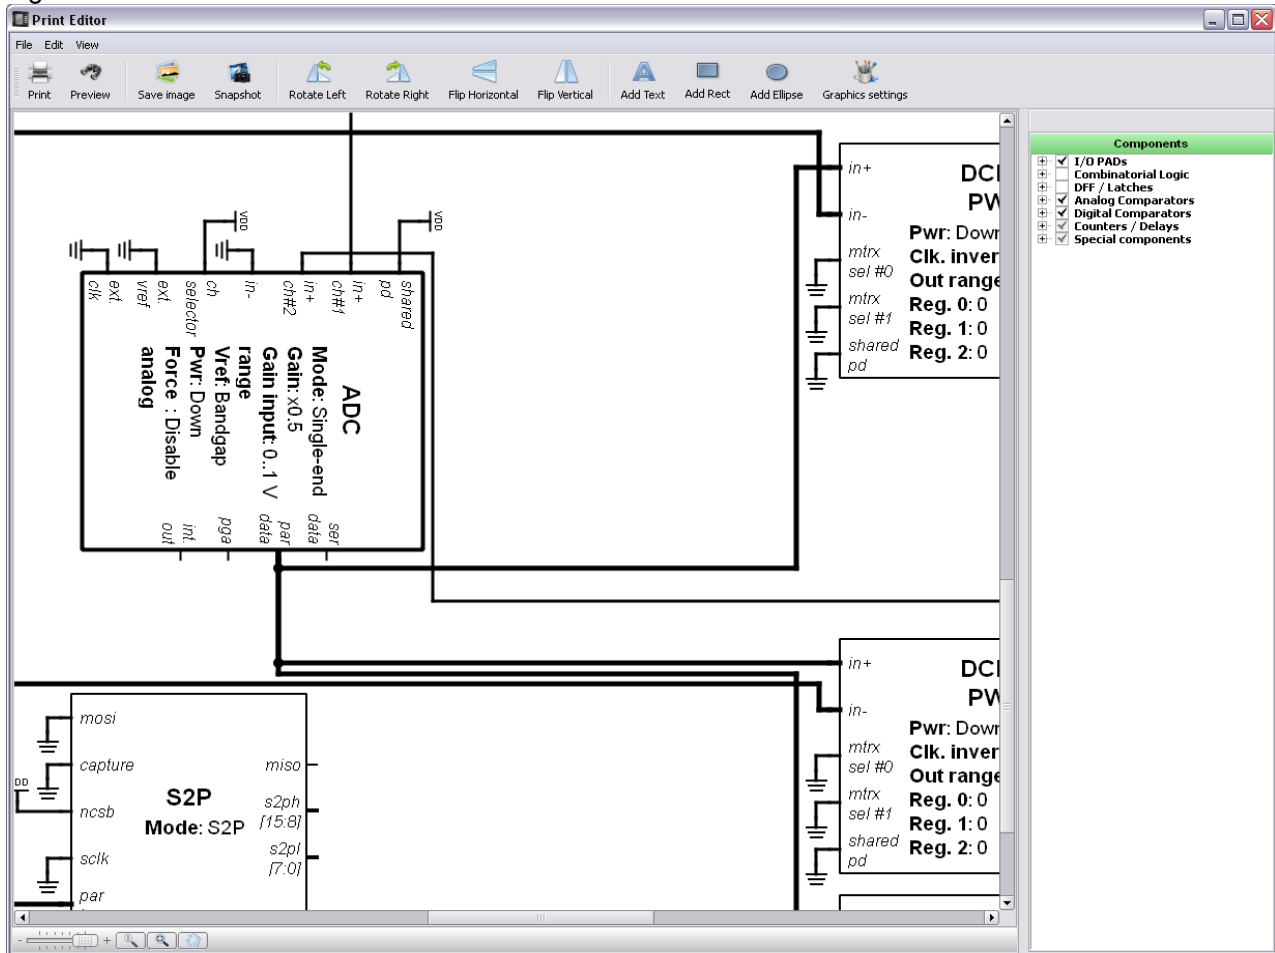 Print Editor
File Edit View
Print Preview Save image Snapshot Rotate Left Rotate Right Flip Horizontal Flip Vertical Add Text Add Rect Add Ellipse Graphics settings
Components
I/O PADs
Combinatorial Logic
DFF / Latches
Analog Comparators
Digital Comparators
Counters / Delays
Special components
VDD
VDD
ext.
clk
ext.
vref
ch
selector
in-
in+
ch#2
in+
ch#1
shared
pd
ADC
Mode: Single-end
Gain: x0.5
Gain input: 0..1 V
range
Vref: Bandgap
Pwr: Down
Force : Disable
analog
int.
out
pga
par
data
ser
data
in+
in-
mtrx
sel #0
mtrx
sel #1
shared
pd
Pwr: Down
Clk. inver
Out range
Reg. 0: 0
Reg. 1: 0
Reg. 2: 0
in+
in-
mtrx
sel #0
mtrx
sel #1
shared
pd
Pwr: Down
Clk. inver
Out range
Reg. 0: 0
Reg. 1: 0
Reg. 2: 0
mosi
capture
ncsb
sclk
par
S2P
Mode: S2P
miso
s2ph
[15:8]
s2pl
[7:0]
- +